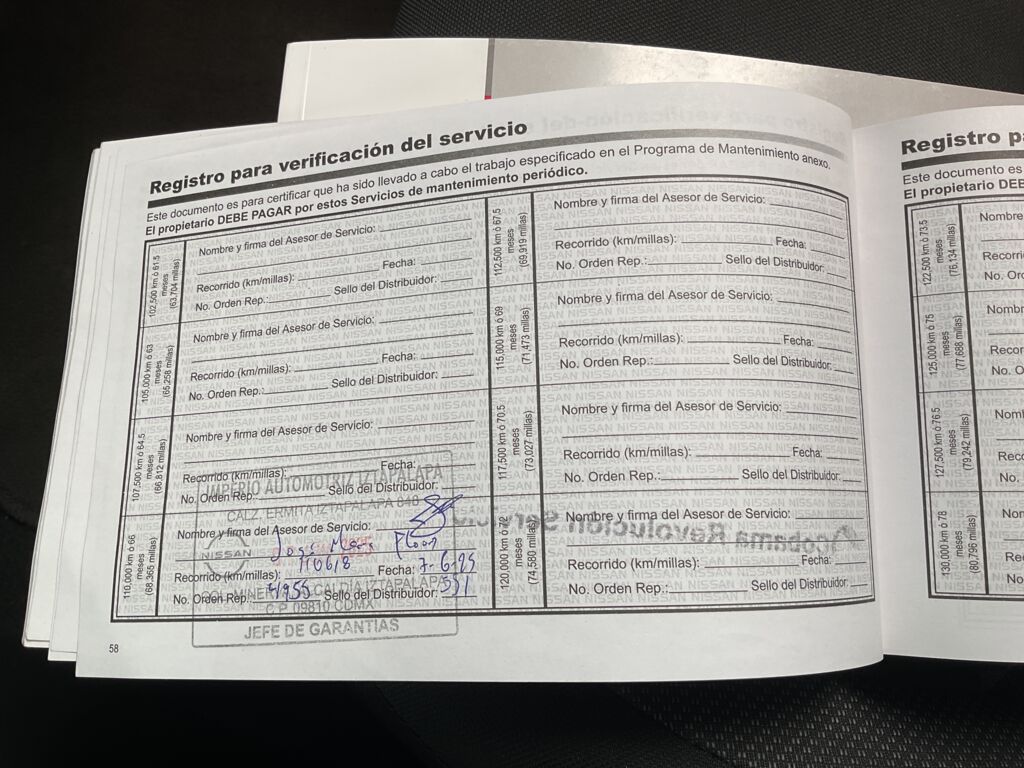 Registro para verificación del servicio
Este documento es para certificar que ha sido llevado a cabo el trabajo especificado en el Programa de Mantenimiento anexo.
El propietario DEBE PAGAR por estos Servicios de mantenimiento periódico.
102,500 km ó 61.5
meses
(63,704 millas)
Nombre y firma del Asesor de Servicio:
Recorrido (km/millas): Fecha:
No. Orden Rep.: Sello del Distribuidor:
105,000 km ó 63
meses
(65,258 millas)
Nombre y firma del Asesor de Servicio:
Recorrido (km/millas): Fecha:
No. Orden Rep.: Sello del Distribuidor:
107,500 km ó 64.5
meses
(66,812 millas)
Nombre y firma del Asesor de Servicio:
Recorrido (km/millas): Fecha:
No. Orden Rep.: Sello del Distribuidor:
IMPERIO AUTOMOTRIZ IZTAPALAPA
CALZ. ERMITA IZTAPALAPA
110,000 km ó 66
meses
(68,365 millas)
Nombre y firma del Asesor de Servicio:
NISSAN
Recorrido (km/millas): 110618 Fecha: 7-6-25
No. Orden Rep.: 41955 Sello del Distribuidor: 551
ALCALDÍA IZTAPALAPA
C.P. 09810 CDMX
JEFE DE GARANTIAS
112,500 km ó 67.5
meses
(69,919 millas)
Nombre y firma del Asesor de Servicio:
Recorrido (km/millas): Fecha:
No. Orden Rep.: Sello del Distribuidor:
115,000 km ó 69
meses
(71,473 millas)
Nombre y firma del Asesor de Servicio:
Recorrido (km/millas): Fecha:
No. Orden Rep.: Sello del Distribuidor:
117,500 km ó 70.5
meses
(73,027 millas)
Nombre y firma del Asesor de Servicio:
Recorrido (km/millas): Fecha:
No. Orden Rep.: Sello del Distribuidor:
120,000 km ó 72
meses
(74,580 millas)
Nombre y firma del Asesor de Servicio:
Recorrido (km/millas): Fecha:
No. Orden Rep.: Sello del Distribuidor:
58
Registro
Este documento es
El propietario
122,500 km ó 73.5
meses
(76,134 millas)
Nombre
125,000 km ó 75
meses
(77,688 millas)
127,500 km ó 76.5
meses
(79,242 millas)
130,000 km ó 78
meses
(80,796 millas)